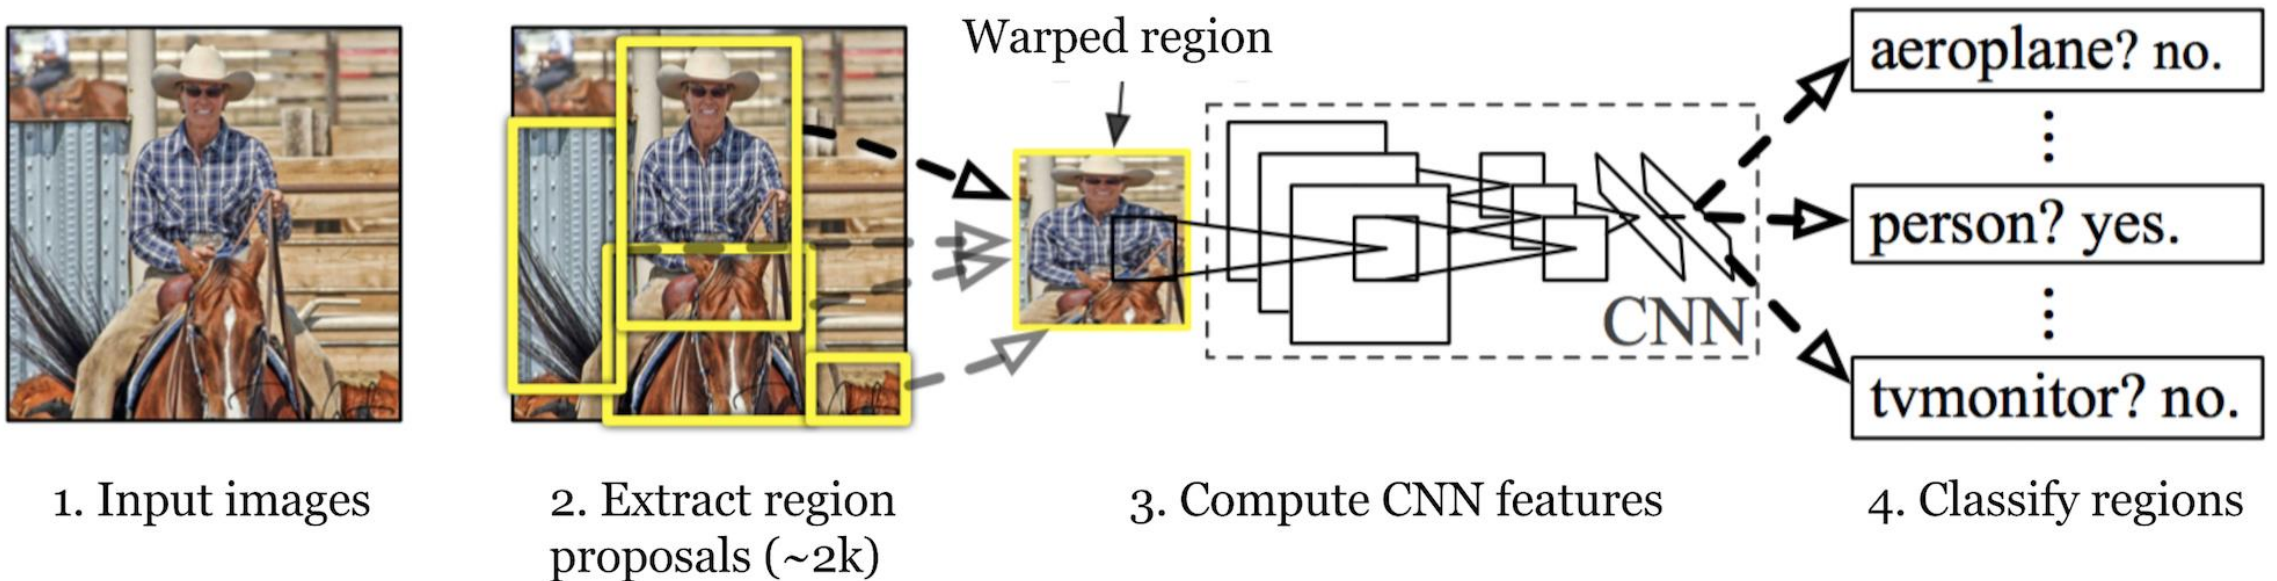 Warped region
aeroplane? no.
person? yes.
CNN
tvmonitor? no.
1. Input images
2. Extract region
proposals (~2k)
3. Compute CNN features
4. Classify regions